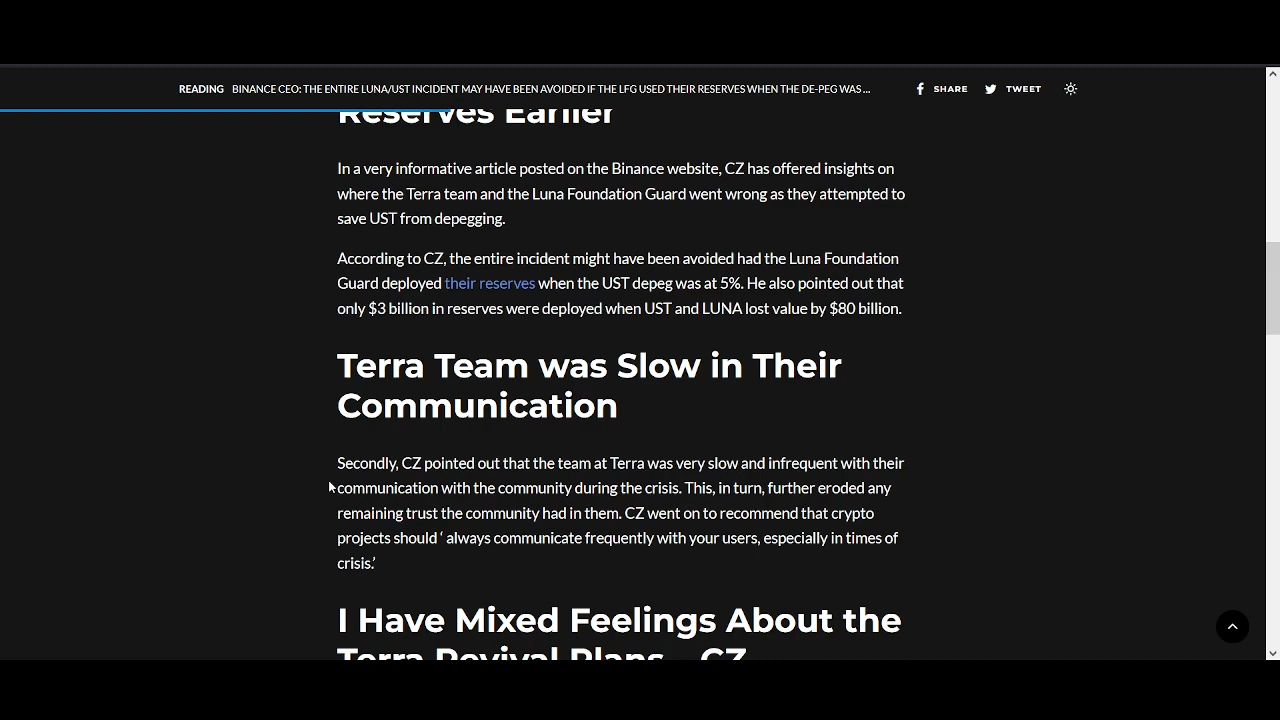 READING BINANCE CEO: THE ENTIRE LUNA/UST INCIDENT MAY HAVE BEEN AVOIDED IF THE LFG USED THEIR RESERVES WHEN THE DE-PEG WAS ... SHARE TWEET
Reserves Earlier
In a very informative article posted on the Binance website, CZ has offered insights on
where the Terra team and the Luna Foundation Guard went wrong as they attempted to
save UST from depegging.
According to CZ, the entire incident might have been avoided had the Luna Foundation
Guard deployed their reserves when the UST depeg was at 5%. He also pointed out that
only $3 billion in reserves were deployed when UST and LUNA lost value by $80 billion.
Terra Team was Slow in Their
Communication
Secondly, CZ pointed out that the team at Terra was very slow and infrequent with their
communication with the community during the crisis. This, in turn, further eroded any
remaining trust the community had in them. CZ went on to recommend that crypto
projects should ‘ always communicate frequently with your users, especially in times of
crisis.’
I Have Mixed Feelings About the
Terra Revival Plans – CZ